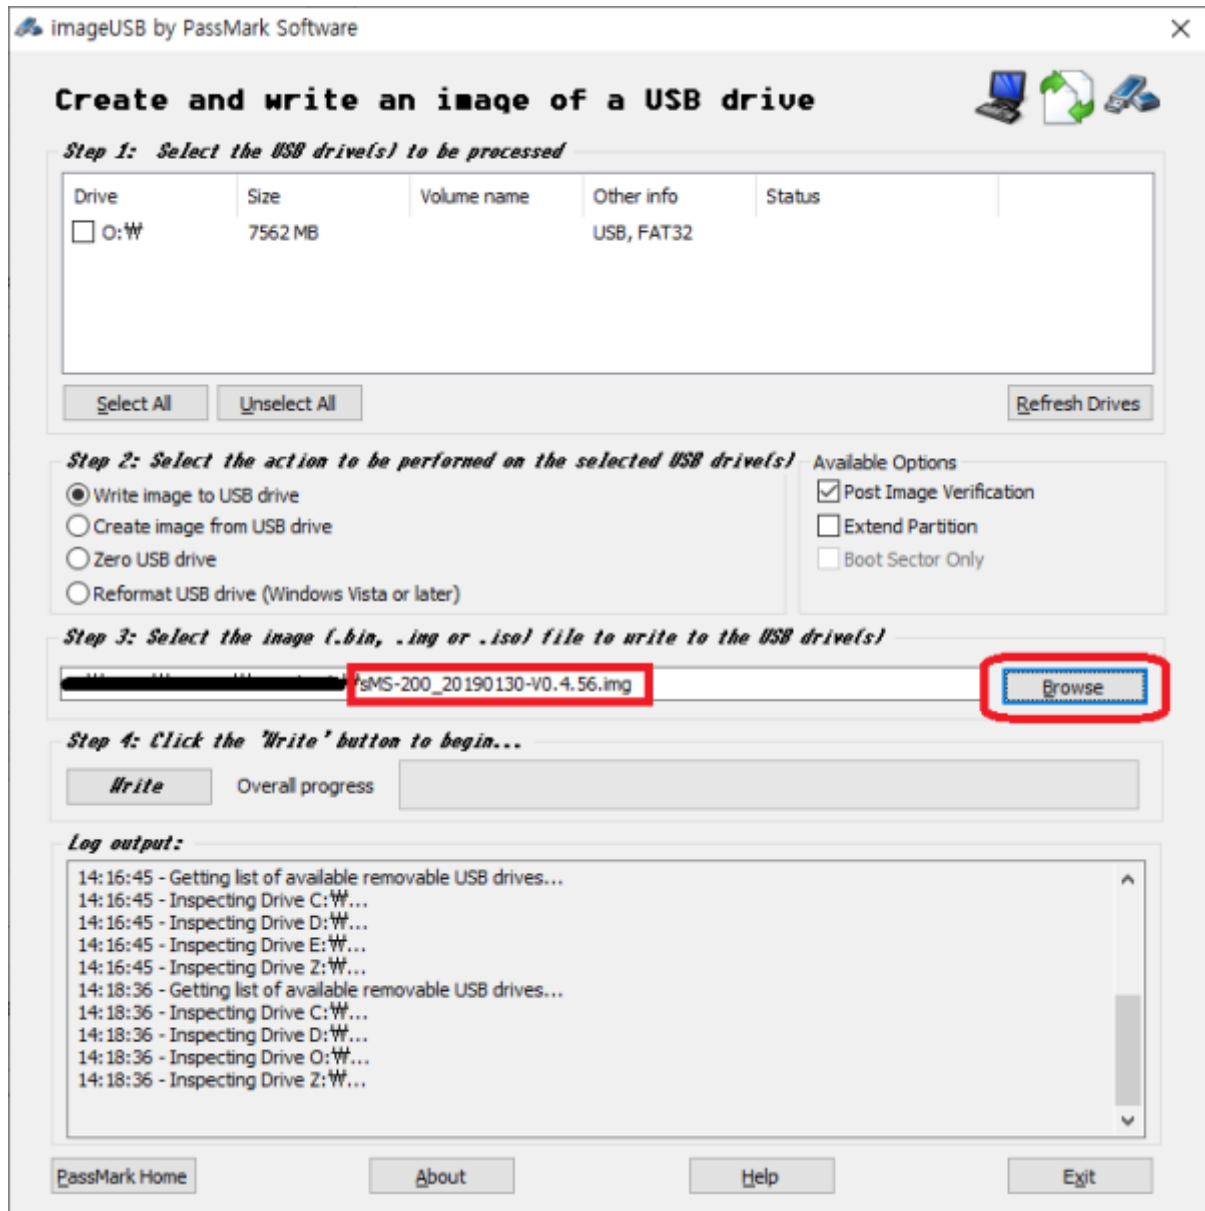 imageUSB by PassMark Software
Create and write an image of a USB drive
Step 1: Select the USB drive(s) to be processed
Drive Size Volume name Other info Status
O:₩ 7562 MB USB, FAT32
Select All Unselect All Refresh Drives
Step 2: Select the action to be performed on the selected USB drive(s) Available Options
Write image to USB drive Post Image Verification
Create image from USB drive Extend Partition
Zero USB drive Boot Sector Only
Reformat USB drive (Windows Vista or later)
Step 3: Select the image (.bin, .img or .iso) file to write to the USB drive(s)
sMS-200_20190130-V0.4.56.img Browse
Step 4: Click the 'Write' button to begin...
Write Overall progress
Log output:
14:16:45 - Getting list of available removable USB drives...
14:16:45 - Inspecting Drive C:₩...
14:16:45 - Inspecting Drive D:₩...
14:16:45 - Inspecting Drive E:₩...
14:16:45 - Inspecting Drive Z:₩...
14:18:36 - Getting list of available removable USB drives...
14:18:36 - Inspecting Drive C:₩...
14:18:36 - Inspecting Drive D:₩...
14:18:36 - Inspecting Drive O:₩...
14:18:36 - Inspecting Drive Z:₩...
PassMark Home About Help Exit